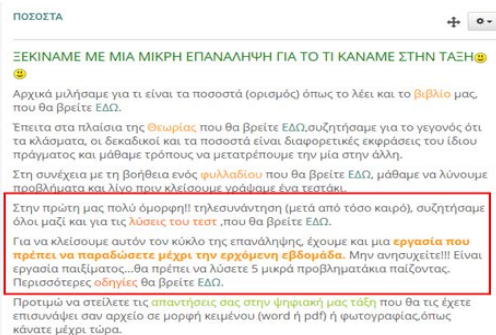 ΠΟΣΟΣΤΑ
ΞΕΚΙΝΑΜΕ ΜΕ ΜΙΑ ΜΙΚΡΗ ΕΠΑΝΑΛΗΨΗ ΓΙΑ ΤΟ ΤΙ ΚΑΝΑΜΕ ΣΤΗΝ ΤΑΞΗ
Αρχικά μιλήσαμε για τι είναι τα ποσοστά (ορισμός) όπως το λέει και το βιβλίο μας,
που θα βρείτε ΕΔΩ.
Έπειτα στα πλαίσια της Θεωρίας που θα βρείτε ΕΔΩ,συζητήσαμε για το γεγονός ότι
τα κλάσματα, οι δεκαδικοί και τα ποσοστά είναι διαφορετικές εκφράσεις του ίδιου
πράγματος και μάθαμε τρόπους να μετατρέπουμε την μία στην άλλη.
Στη συνέχεια με τη βοήθεια ενός φυλλαδίου που θα βρείτε ΕΔΩ, μάθαμε να λύνουμε
προβλήματα και λίγο πριν κλείσουμε γράψαμε ένα τεστάκι.
Στην πρώτη μας πολύ όμορφη!! τηλεσυνάντηση (μετά από τόσο καιρό), συζητήσαμε
όλοι μαζί και για τις λύσεις του τεστ ,που θα βρείτε ΕΔΩ.
Για να κλείσουμε αυτόν τον κύκλο της επανάληψης, έχουμε και μια εργασία που
πρέπει να παραδώσετε μέχρι την ερχόμενη εβδομάδα. Μην ανησυχείτε!!! Είναι
εργασία παιξίματος...θα πρέπει να λύσετε 5 μικρά προβληματάκια παίζοντας.
Περισσότερες οδηγίες θα βρείτε ΕΔΩ.
Προτιμώ να στείλετε τις απαντήσεις σας στην ψηφιακή μας τάξη που θα τις έχετε
επισυνάψει σαν αρχείο σε μορφή κειμένου (word ή pdf) ή φωτογραφίας,όπως
κάνατε μέχρι τώρα.